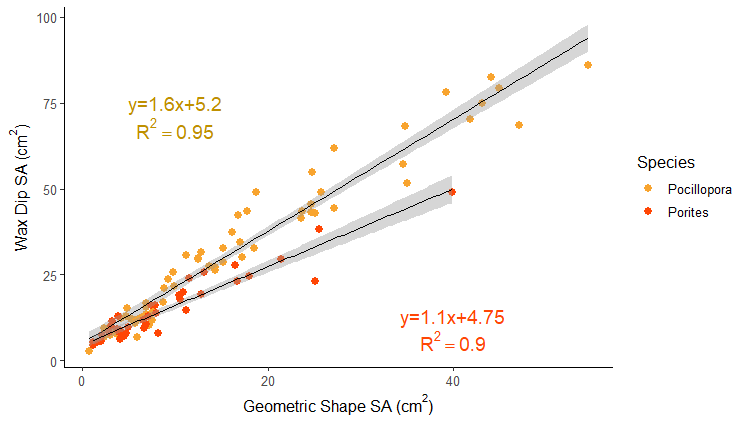 100
75
50
25
0
Wax Dip SA (cm²)
y=1.6x+5.2
R² = 0.95
y=1.1x+4.75
R² = 0.9
0 20 40
Geometric Shape SA (cm²)
Species
Pocillopora
Porites